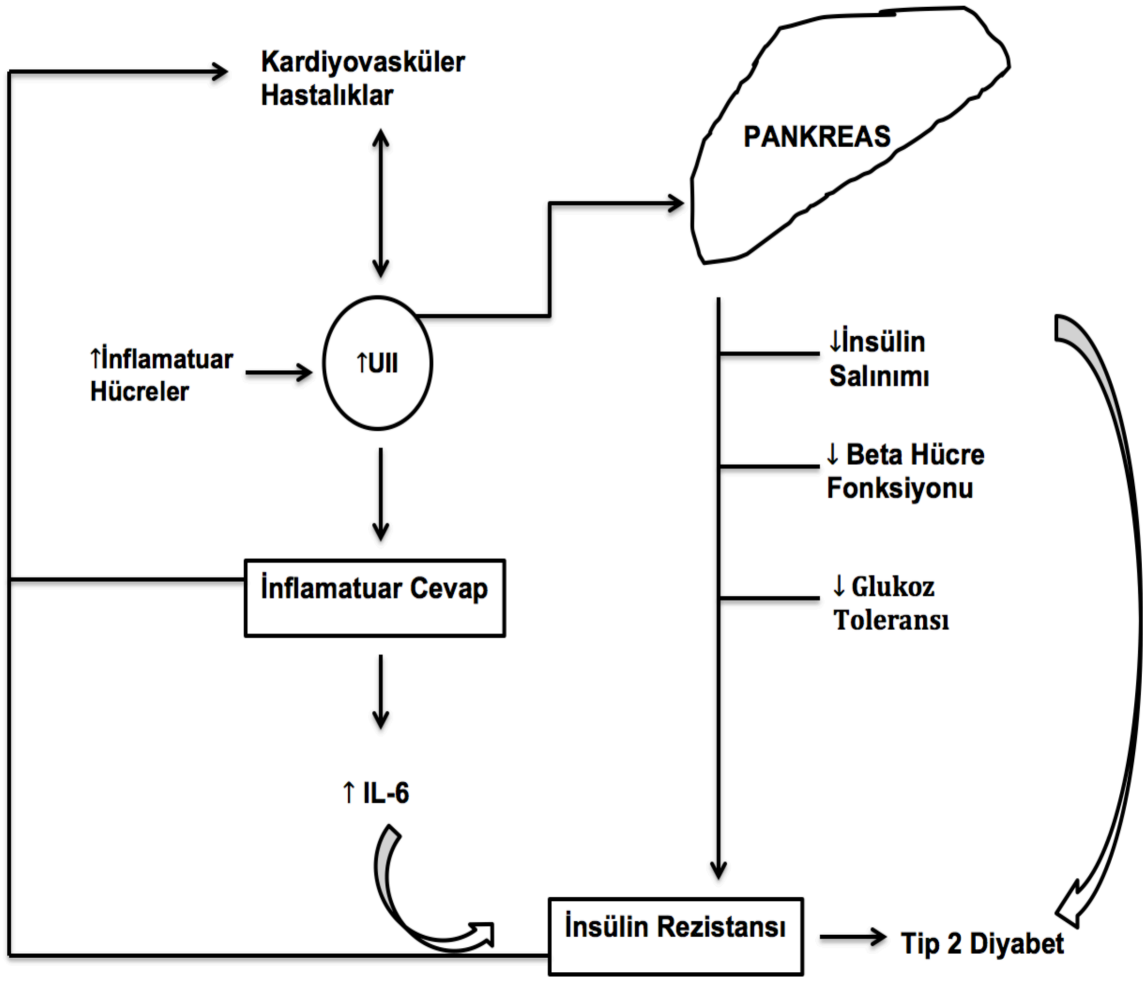 Kardiyovasküler
Hastalıklar
PANKREAS
↑İnflamatuar
Hücreler
↑UII
↓İnsülin
Salınımı
↓ Beta Hücre
Fonksiyonu
İnflamatuar Cevap
↓ Glukoz
Toleransı
↑ IL-6
İnsülin Rezistansı
Tip 2 Diyabet